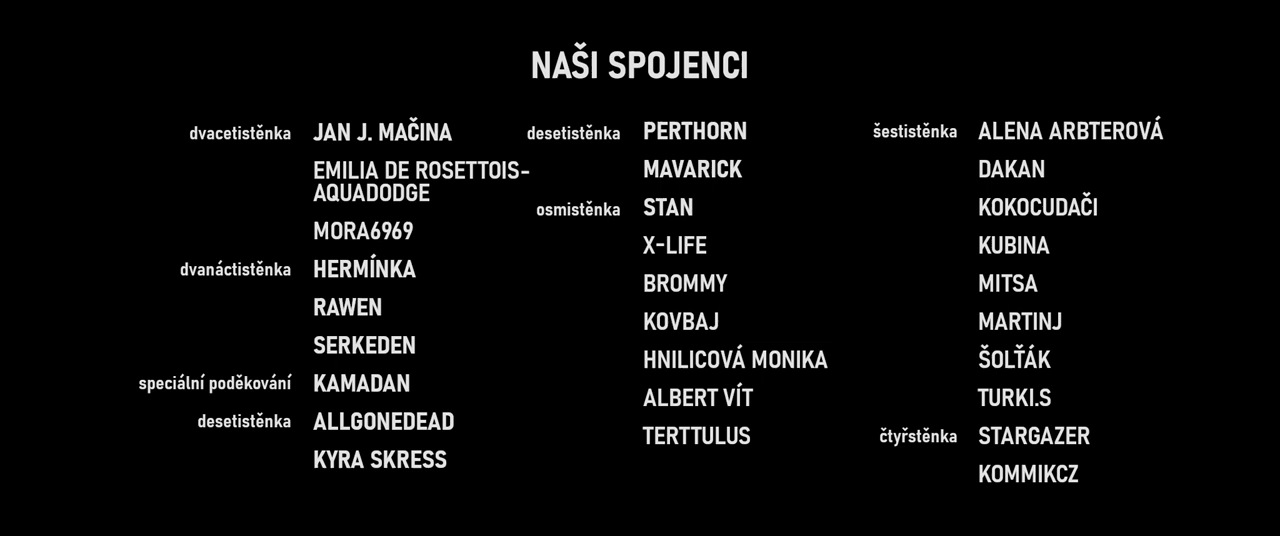 NAŠI SPOJENCI
dvacetistěnka JAN J. MAČINA
EMILIA DE ROSETTOIS-
AQUADODGE
MORA6969
dvanáctistěnka HERMÍNKA
RAWEN
SERKEDEN
speciální poděkování KAMADAN
desetistěnka ALLGONEDEAD
KYRA SKRESS
desetistěnka PERTHORN
MAVARICK
osmistěnka STAN
X-LIFE
BROMMY
KOVBAJ
HNILICOVÁ MONIKA
ALBERT VÍT
TERTTULUS
šestistěnka ALENA ARBTEROVÁ
DAKAN
KOKOCUDAČI
KUBINA
MITSA
MARTINJ
ŠOLŤÁK
TURKI.S
čtyřstěnka STARGAZER
KOMMIKCZ